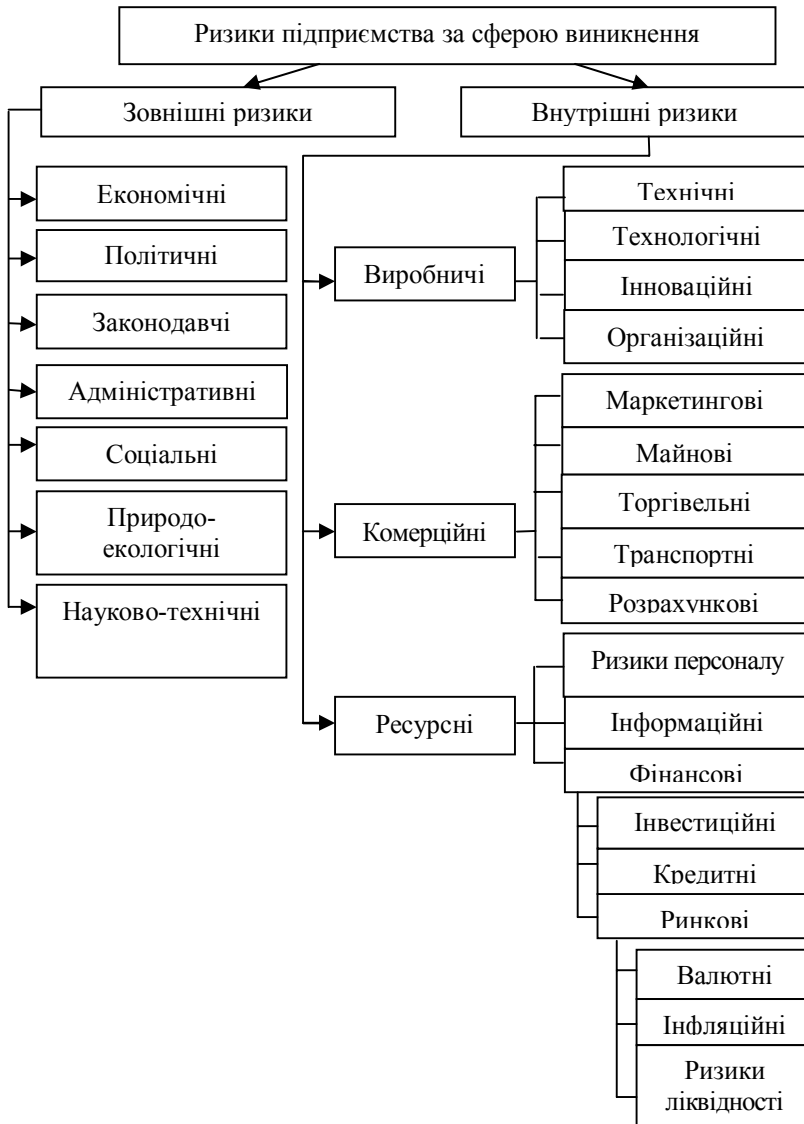 Ризики підприємства за сферою виникнення
Зовнішні ризики
Внутрішні ризики
Економічні
Політичні
Законодавчі
Адміністративні
Соціальні
Природо-
екологічні
Науково-технічні
Виробничі
Технічні
Технологічні
Інноваційні
Організаційні
Комерційні
Маркетингові
Майнові
Торгівельні
Транспортні
Розрахункові
Ресурсні
Ризики персоналу
Інформаційні
Фінансові
Інвестиційні
Кредитні
Ринкові
Валютні
Інфляційні
Ризики
ліквідності